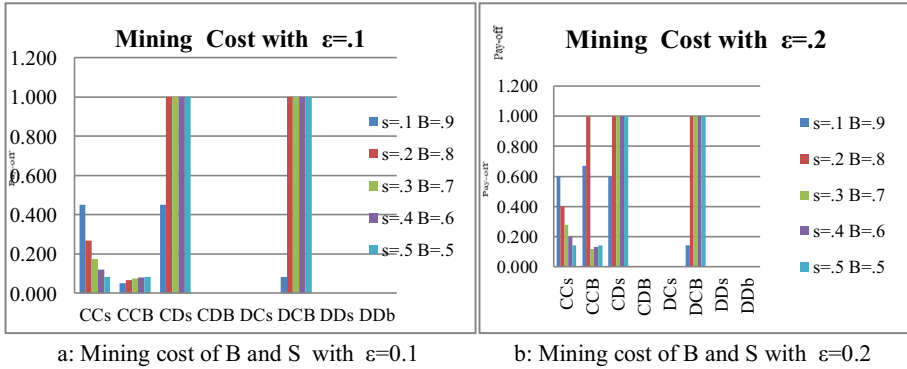 Mining Cost with ε=.1
1.200
1.000
0.800
0.600
0.400
0.200
0.000
Pay-off
CCs CCB CDs CDB DCs DCB DDs DDb
s=.1 B=.9
s=.2 B=.8
s=.3 B=.7
s=.4 B=.6
s=.5 B=.5
a: Mining cost of B and S with ε=0.1
Pay-off
Mining Cost with ε=.2
1.200
1.000
0.800
0.600
0.400
0.200
0.000
Pay-off
CCs
CCB
CDs
CDB
DCs
DCB
DDs
DDb
s=.1 B=.9
s=.2 B=.8
s=.3 B=.7
s=.4 B=.6
s=.5 B=.5
b: Mining cost of B and S with ε=0.2